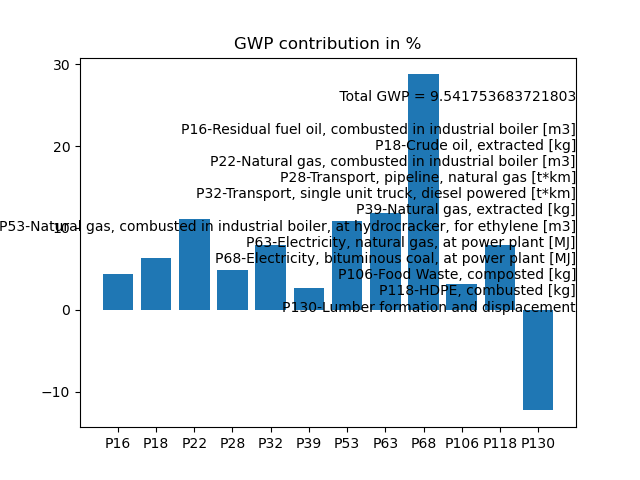 GWP contribution in %
30
Total GWP = 9.541753683721803
P16-Residual fuel oil, combusted in industrial boiler [m3]
20
P18-Crude oil, extracted [kg]
P22-Natural gas, combusted in industrial boiler [m3]
P28-Transport, pipeline, natural gas [t*km]
P32-Transport, single unit truck, diesel powered [t*km]
P39-Natural gas, extracted [kg]
P53-Natural gas, combusted in industrial boiler, at hydrocracker, for ethylene [m3]
10
P63-Electricity, natural gas, at power plant [MJ]
P68-Electricity, bituminous coal, at power plant [MJ]
P106-Food Waste, composted [kg]
P118-HDPE, combusted [kg]
P130-Lumber formation and displacement
0
−10
P16 P18 P22 P28 P32 P39 P53 P63 P68 P106 P118 P130